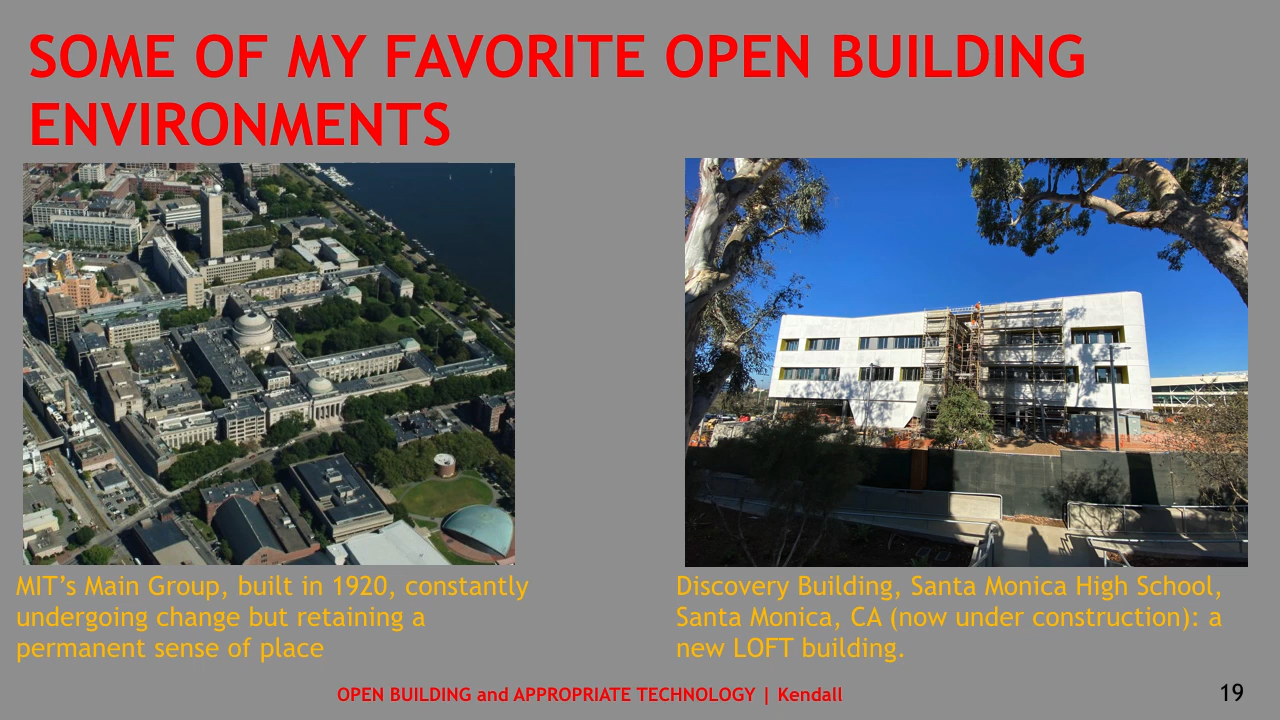 SOME OF MY FAVORITE OPEN BUILDING
ENVIRONMENTS
MIT’s Main Group, built in 1920, constantly
undergoing change but retaining a
permanent sense of place
Discovery Building, Santa Monica High School,
Santa Monica, CA (now under construction): a
new LOFT building.
OPEN BUILDING and APPROPRIATE TECHNOLOGY | Kendall
19